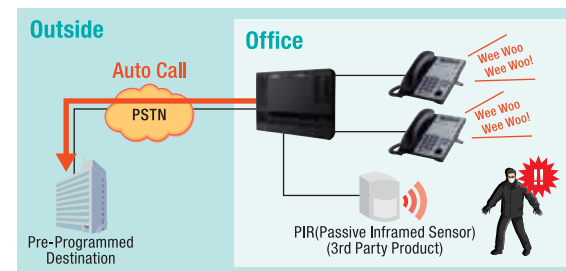 Outside
Office
Auto Call
PSTN
Wee Woo
Wee Woo!
Wee Woo
Wee Woo!
!!
Pre-Programmed
Destination
PIR(Passive Inframed Sensor)
(3rd Party Product)